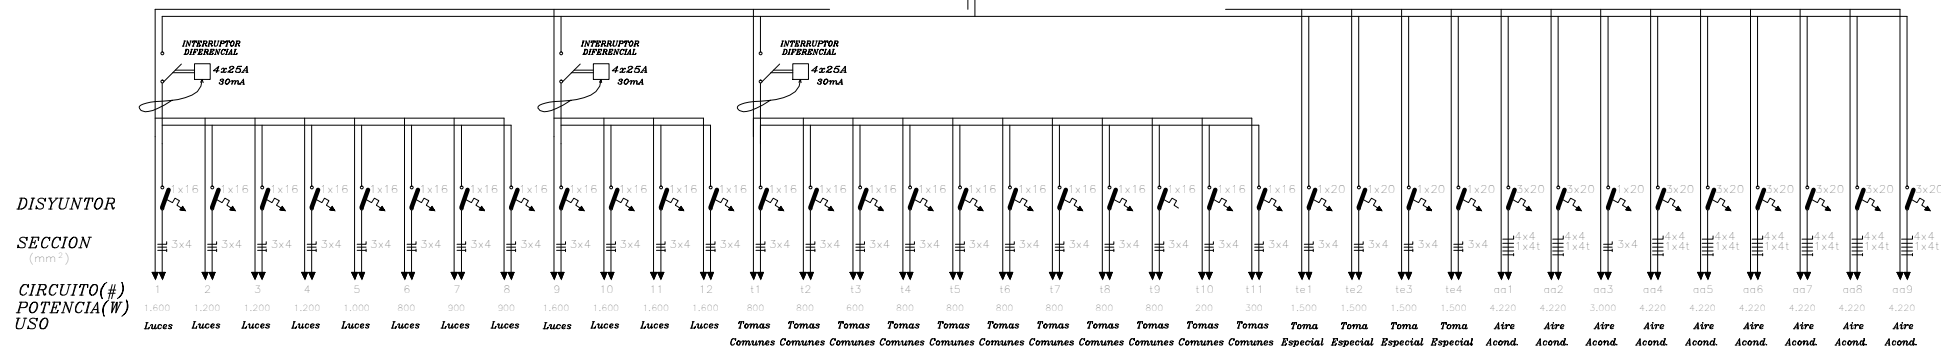 INTERRUPTOR DIFERENCIAL INTERRUPTOR DIFERENCIAL INTERRUPTOR DIFERENCIAL
4x25A 4x25A 4x25A
30mA 30mA 30mA
DISYUNTOR 1x16 1x16 1x16 1x16 1x16 1x16 1x16 1x16 1x16 1x16 1x16 1x16 1x16 1x16 1x16 1x16 1x16 1x16 1x16 1x16 1x16 1x16 1x16 1x20 1x20 1x20 1x20 3x20 3x20 1x20 3x20 3x20 3x20 3x20 3x20 3x20
SECCION 3x4 3x4 3x4 3x4 3x4 3x4 3x4 3x4 3x4 3x4 3x4 3x4 3x4 3x4 3x4 3x4 3x4 3x4 3x4 3x4 3x4 3x4 3x4 3x4 3x4 3x4 3x4 4x4 4x4 3x4 4x4 4x4 4x4 4x4 4x4 4x4
1x4t 1x4t 1x4t 1x4t 1x4t 1x4t 1x4t 1x4t
(mm²)
CIRCUITO(#) 1 2 3 4 5 6 7 8 9 10 11 12 t1 t2 t3 t4 t5 t6 t7 t8 t9 t10 t11 te1 te2 te3 te4 aa1 aa2 aa3 aa4 aa5 aa6 aa7 aa8 aa9
POTENCIA(W) 1.600 1.200 1.200 1.200 1.000 800 900 900 1.600 1.600 1.600 1.600 800 800 600 800 800 800 800 800 800 200 300 1.500 1.500 1.500 1.500 4.220 4.220 3.000 4.220 4.220 4.220 4.220 4.220 4.220
USO Luces Luces Luces Luces Luces Luces Luces Luces Luces Luces Luces Luces Tomas Tomas Tomas Tomas Tomas Tomas Tomas Tomas Tomas Tomas Tomas Toma Toma Toma Toma Aire Aire Aire Aire Aire Aire Aire Aire Aire
Comunes Comunes Comunes Comunes Comunes Comunes Comunes Comunes Comunes Comunes Comunes Especial Especial Especial Especial Acond. Acond. Acond. Acond. Acond. Acond. Acond. Acond. Acond.